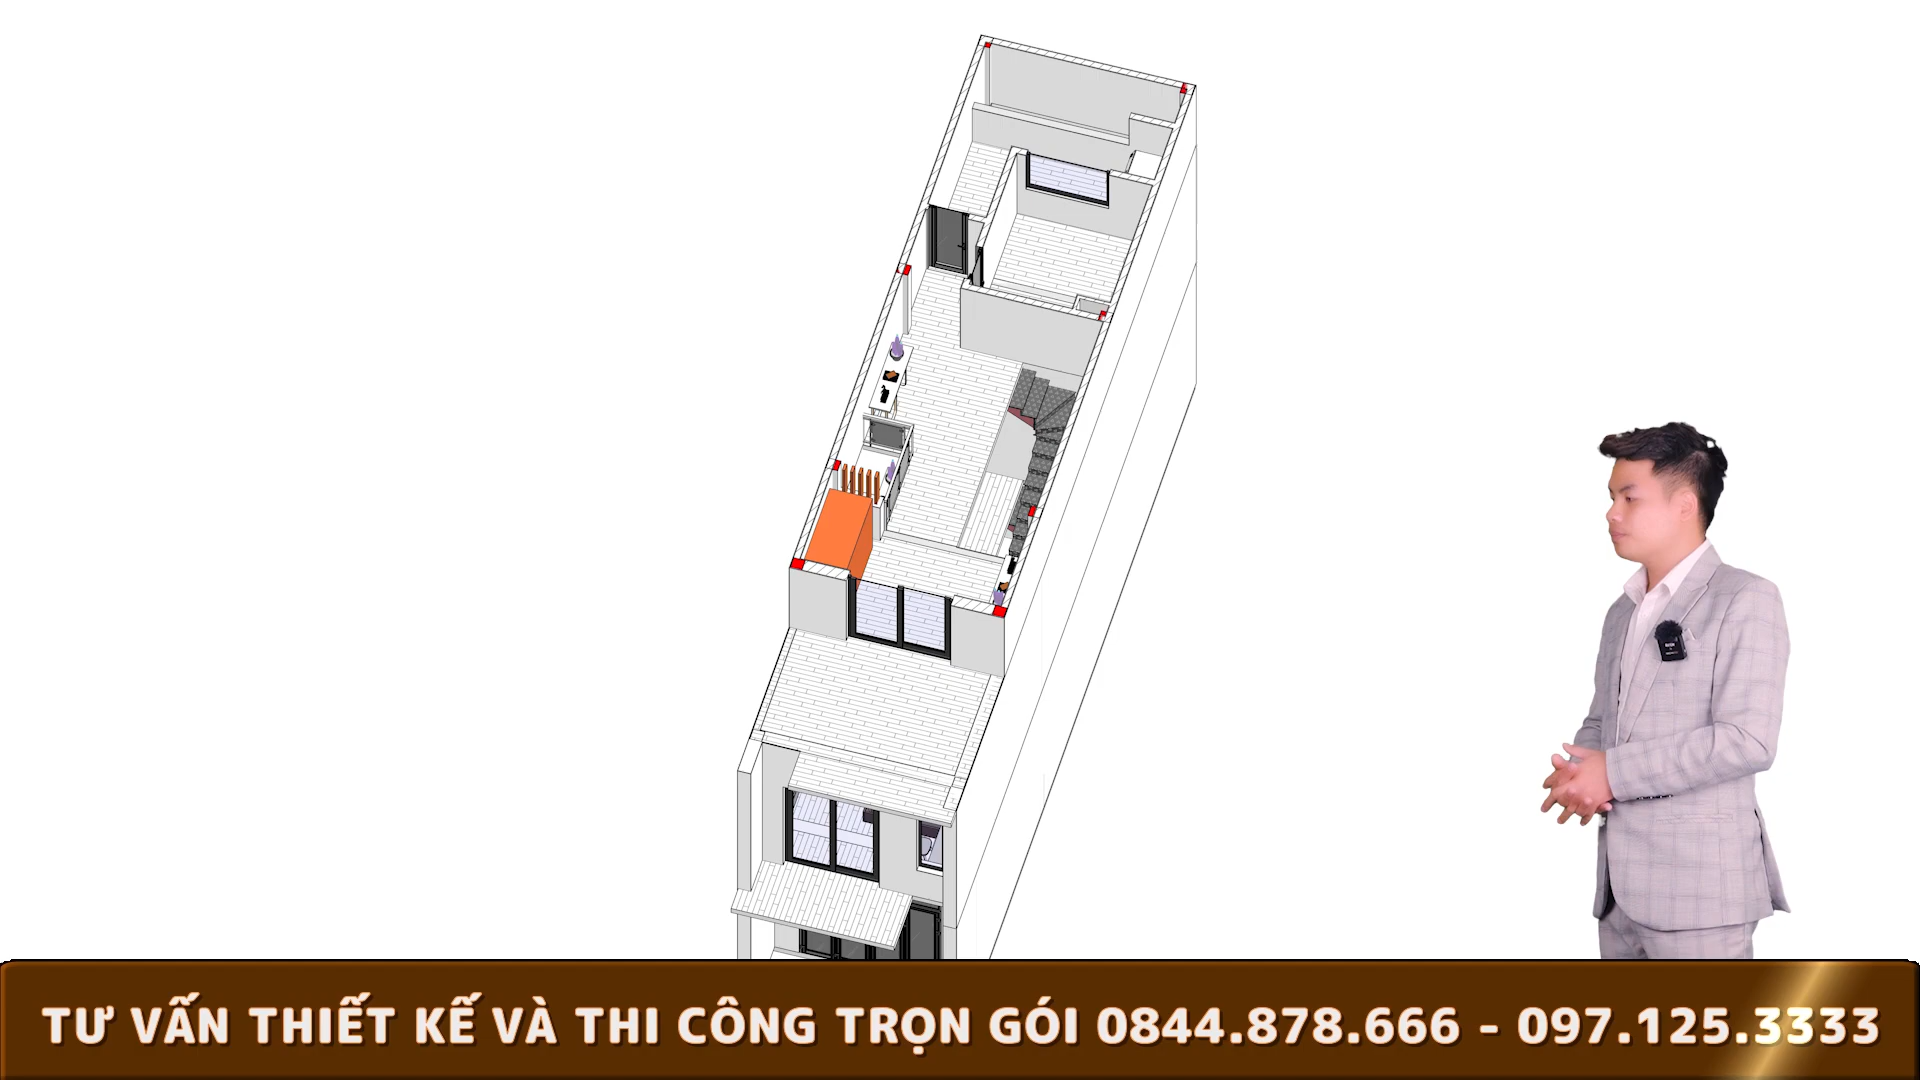 TƯ VẤN THIẾT KẾ VÀ THI CÔNG TRỌN GÓI 0844.878.666 - 097.125.3333